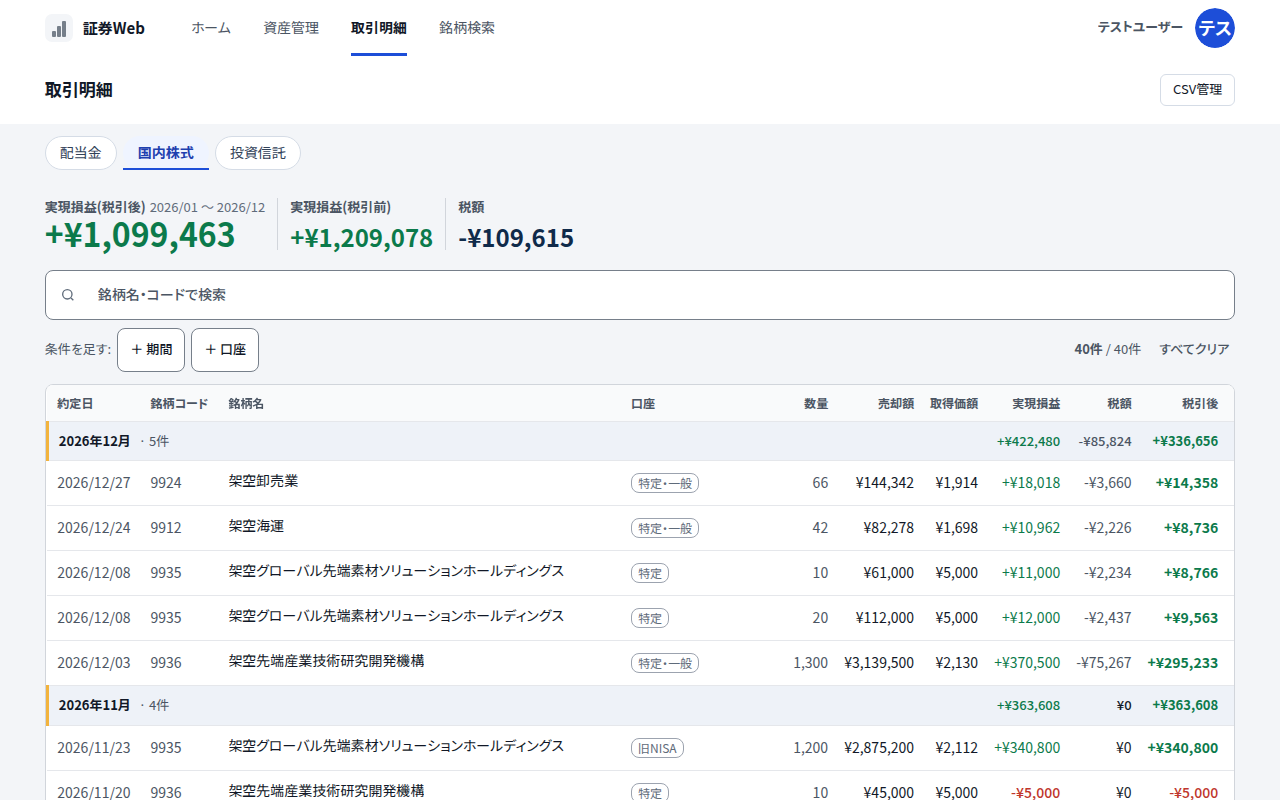 証券Web ホーム 資産管理 取引明細 銘柄検索 テストユーザー テス
取引明細 CSV管理
配当金 国内株式 投資信託
実現損益(税引後) 2026/01 〜 2026/12 実現損益(税引前) 税額
+¥1,099,463 +¥1,209,078 -¥109,615
銘柄名・コードで検索
条件を足す: ＋ 期間 ＋ 口座 40件 / 40件 すべてクリア
約定日 銘柄コード 銘柄名 口座 数量 売却額 取得価額 実現損益 税額 税引後
2026年12月 · 5件 +¥422,480 -¥85,824 +¥336,656
2026/12/27 9924 架空卸売業 特定・一般 66 ¥144,342 ¥1,914 +¥18,018 -¥3,660 +¥14,358
2026/12/24 9912 架空海運 特定・一般 42 ¥82,278 ¥1,698 +¥10,962 -¥2,226 +¥8,736
2026/12/08 9935 架空グローバル先端素材ソリューションホールディングス 特定 10 ¥61,000 ¥5,000 +¥11,000 -¥2,234 +¥8,766
2026/12/08 9935 架空グローバル先端素材ソリューションホールディングス 特定 20 ¥112,000 ¥5,000 +¥12,000 -¥2,437 +¥9,563
2026/12/03 9936 架空先端産業技術研究開発機構 特定・一般 1,300 ¥3,139,500 ¥2,130 +¥370,500 -¥75,267 +¥295,233
2026年11月 · 4件 +¥363,608 ¥0 +¥363,608
2026/11/23 9935 架空グローバル先端素材ソリューションホールディングス 旧NISA 1,200 ¥2,875,200 ¥2,112 +¥340,800 ¥0 +¥340,800
2026/11/20 9936 架空先端産業技術研究開発機構 特定 10 ¥45,000 ¥5,000 -¥5,000 ¥0 -¥5,000